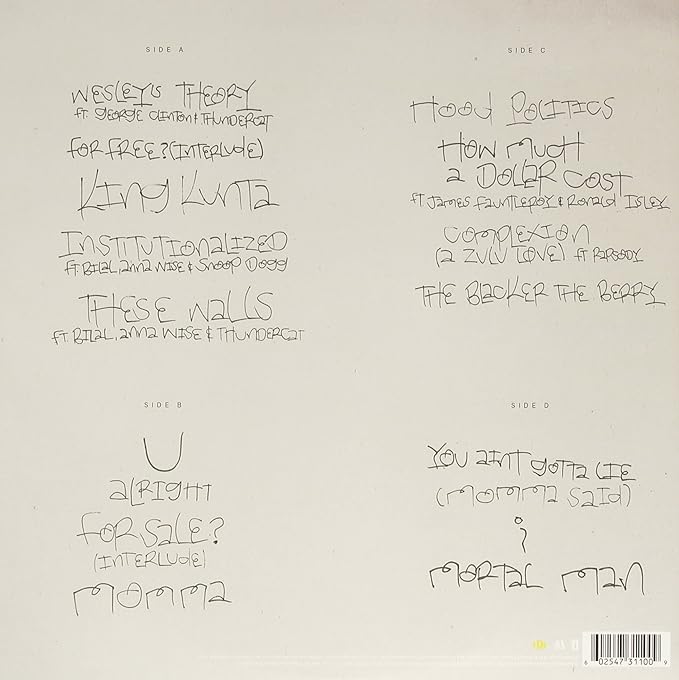 SIDE A
WESLEY'S THEORY
ft. GEORGE CLINTON & THUNDERCAT
FOR FREE? (INTERLUDE)
KING KUNTA
INSTITUTIONALIZED
ft. BILAL, ANNA WISE & SNOOP DOGG
THESE WALLS
ft. BILAL, ANNA WISE & THUNDERCAT
SIDE B
U
ALRIGHT
FOR SALE?
(INTERLUDE)
MOMMA
SIDE C
HOOD POLITICS
HOW MUCH
A DOLLAR COST
ft JAMES FAUNTLEROY & RONALD ISLEY
COMPLEXION
(A ZULU LOVE) ft RAPSODY
THE BLACKER THE BERRY
SIDE D
YOU AINT GOTTA LIE
(MOMMA SAID)
i
MORTAL MAN
6 02547 31100 9